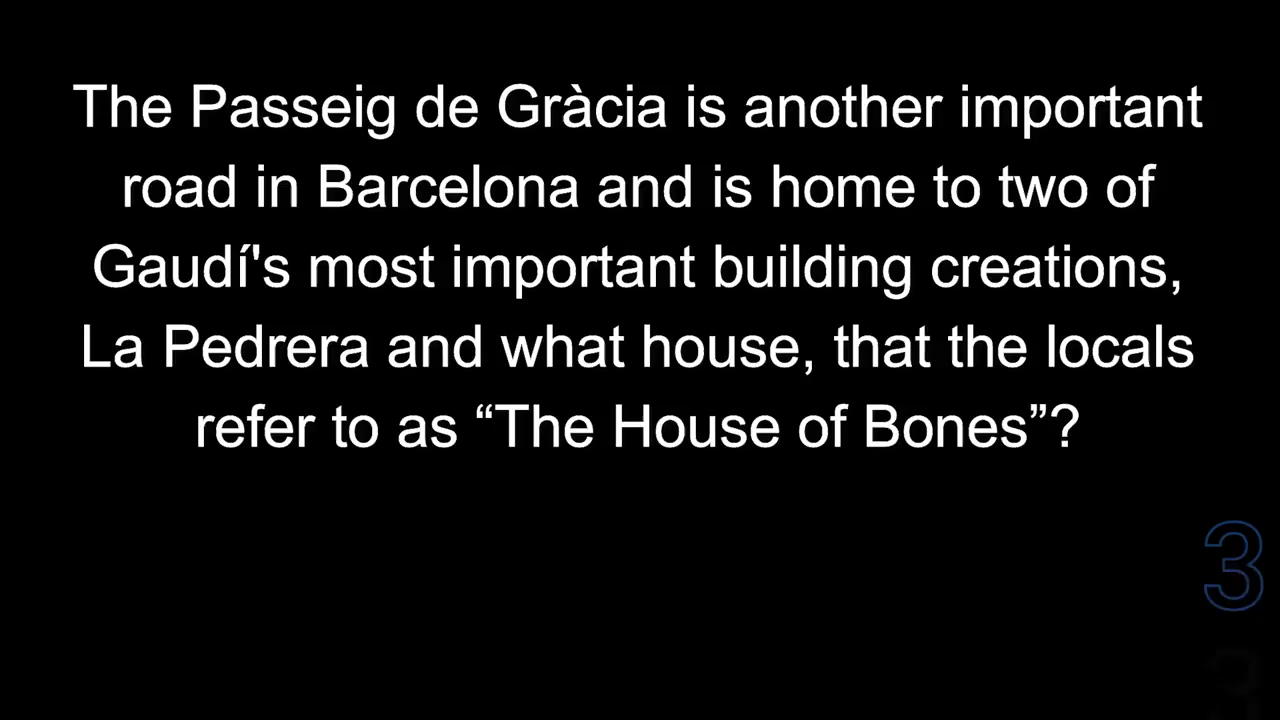 The Passeig de Gràcia is another important
road in Barcelona and is home to two of
Gaudí's most important building creations,
La Pedrera and what house, that the locals
refer to as “The House of Bones”?
3